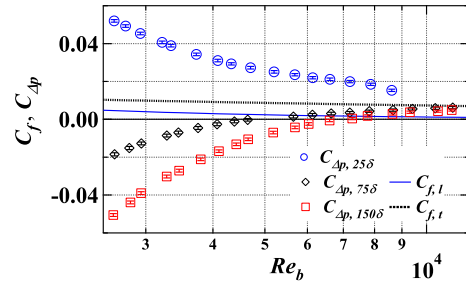 0.04
0.00
-0.04
C_f, C_Δp
C_Δp, 25δ
C_Δp, 75δ
C_f, l
C_Δp, 150δ
C_f, t
3 4 5 6 7 8 9 10^4
Re_b